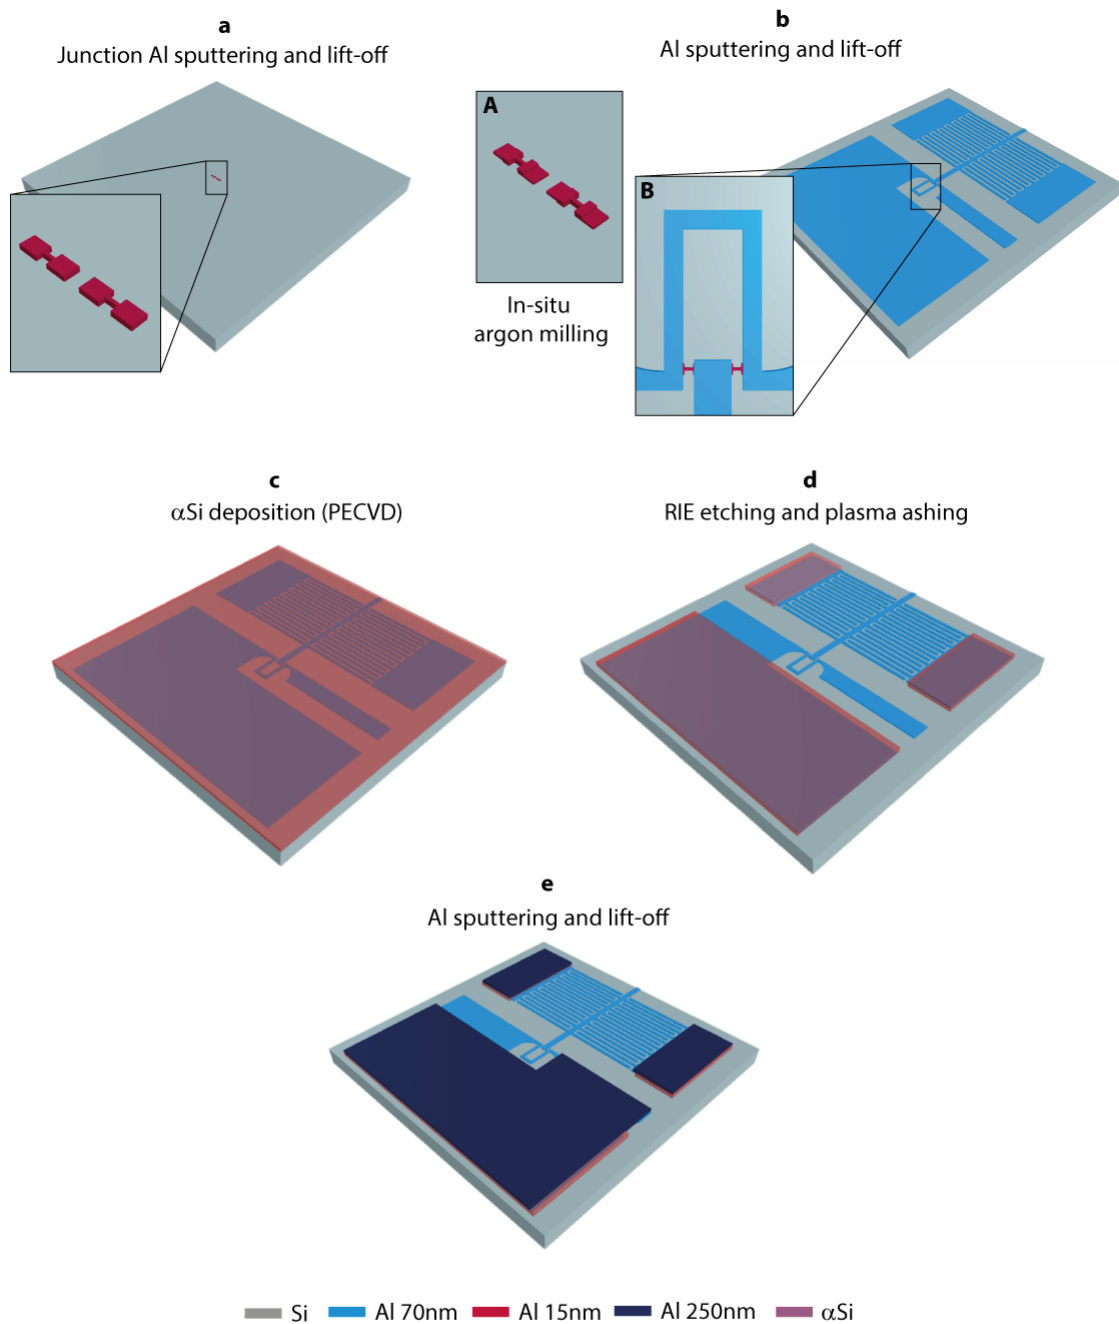 a
Junction Al sputtering and lift-off
b
Al sputtering and lift-off
A
B
In-situ
argon milling
c
αSi deposition (PECVD)
d
RIE etching and plasma ashing
e
Al sputtering and lift-off
Si Al 70nm Al 15nm Al 250nm αSi